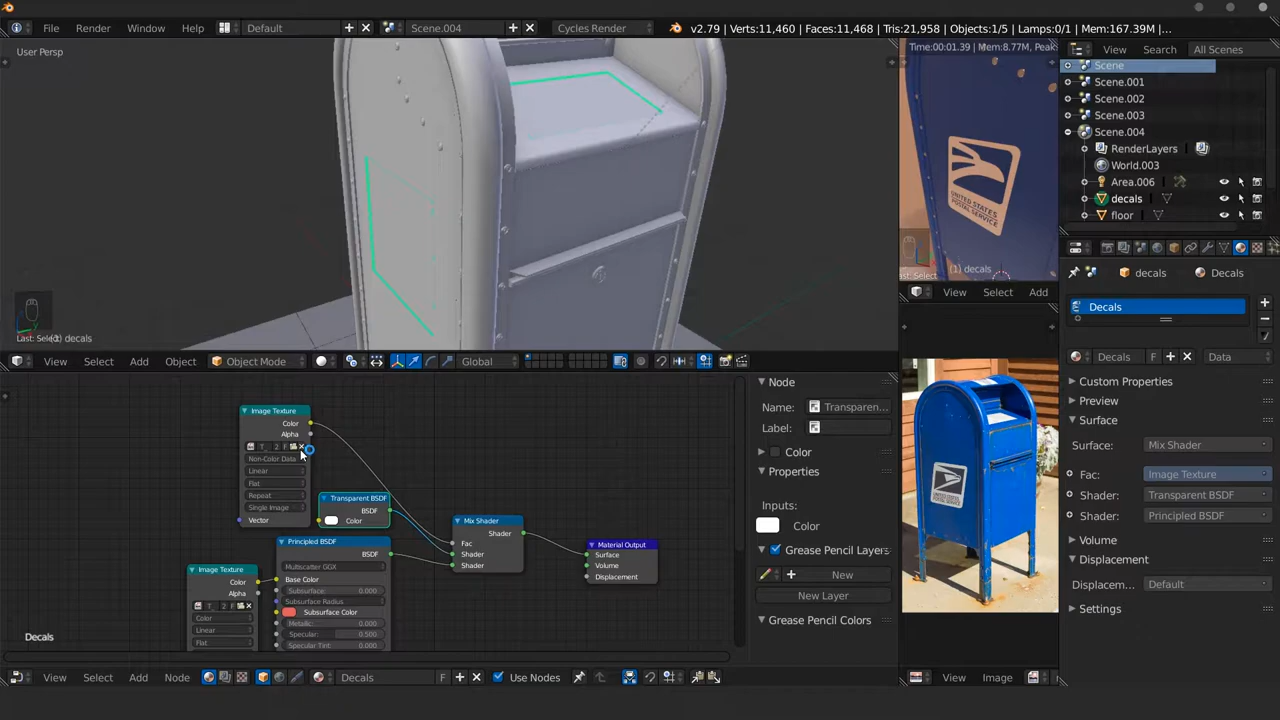 File Render Window Help Default Scene.004 Cycles Render v2.79 | Verts:11,460 | Faces:11,468 | Tris:21,958 | Objects:1/5 | Lamps:0/1 | Mem:167.39M |...
User Persp
Time:00:01.39 | Mem:8.77M, Peak
View Search All Scenes
Scene
Scene.001
Scene.002
Scene.003
Scene.004
RenderLayers
World.003
Area.006
decals
floor
UNITED STATES
POSTAL SERVICE
(1) decals
Last: Select
(1) decals
View Select Add Object Object Mode Global
View Select Add
decals Decals
Decals
Decals F Data
Custom Properties
Preview
Surface
Surface: Mix Shader
Fac: Image Texture
Shader: Transparent BSDF
Shader: Principled BSDF
Volume
Displacement
Displacem... Default
Settings
Image Texture
Color
Alpha
2 F
Non-Color Data
Linear
Flat
Repeat
Single Image
Vector
Transparent BSDF
BSDF
Color
Principled BSDF
BSDF
Multiscatter GGX
Base Color
Subsurface: 0.000
Subsurface Radius
Subsurface Color
Metallic: 0.000
Specular: 0.500
Specular Tint: 0.000
Image Texture
Color
Alpha
2 F
Color
Linear
Flat
Mix Shader
Shader
Fac
Shader
Shader
Material Output
Surface
Volume
Displacement
Node
Name: Transparen...
Label:
Color
Properties
Inputs:
Color
Grease Pencil Layers
New
New Layer
Grease Pencil Colors
Decals
View Select Add Node Decals F Use Nodes
View Image